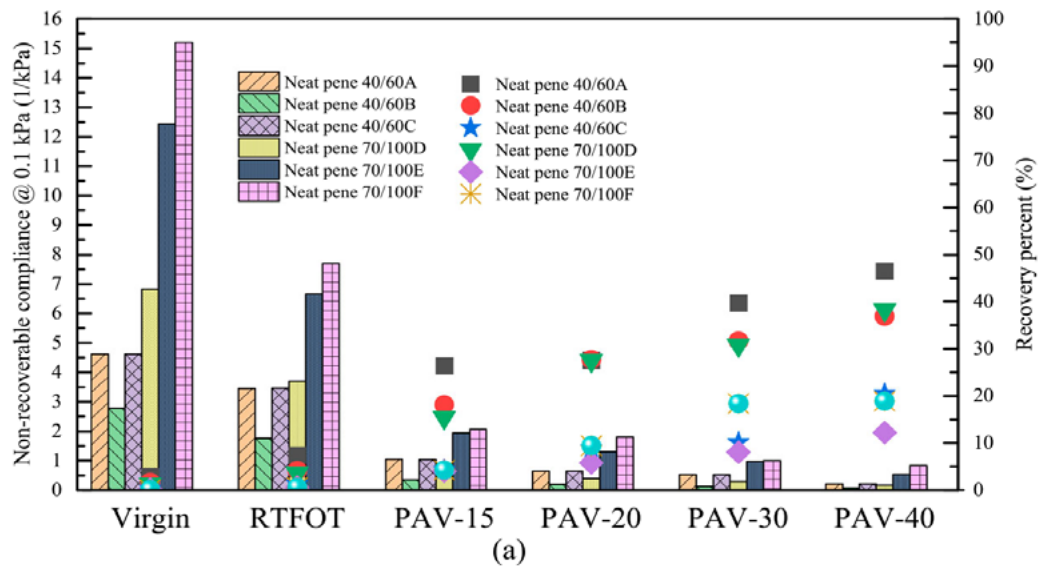 16
15
14
13
12
11
10
9
8
7
6
5
4
3
2
1
0
Non-recoverable compliance @ 0.1 kPa (1/kPa)
Neat pene 40/60A
Neat pene 40/60B
Neat pene 40/60C
Neat pene 70/100D
Neat pene 70/100E
Neat pene 70/100F
Neat pene 40/60A
Neat pene 40/60B
Neat pene 40/60C
Neat pene 70/100D
Neat pene 70/100E
Neat pene 70/100F
100
90
80
70
60
50
40
30
20
10
0
Recovery percent (%)
Virgin RTFOT PAV-15 PAV-20 PAV-30 PAV-40
(a)